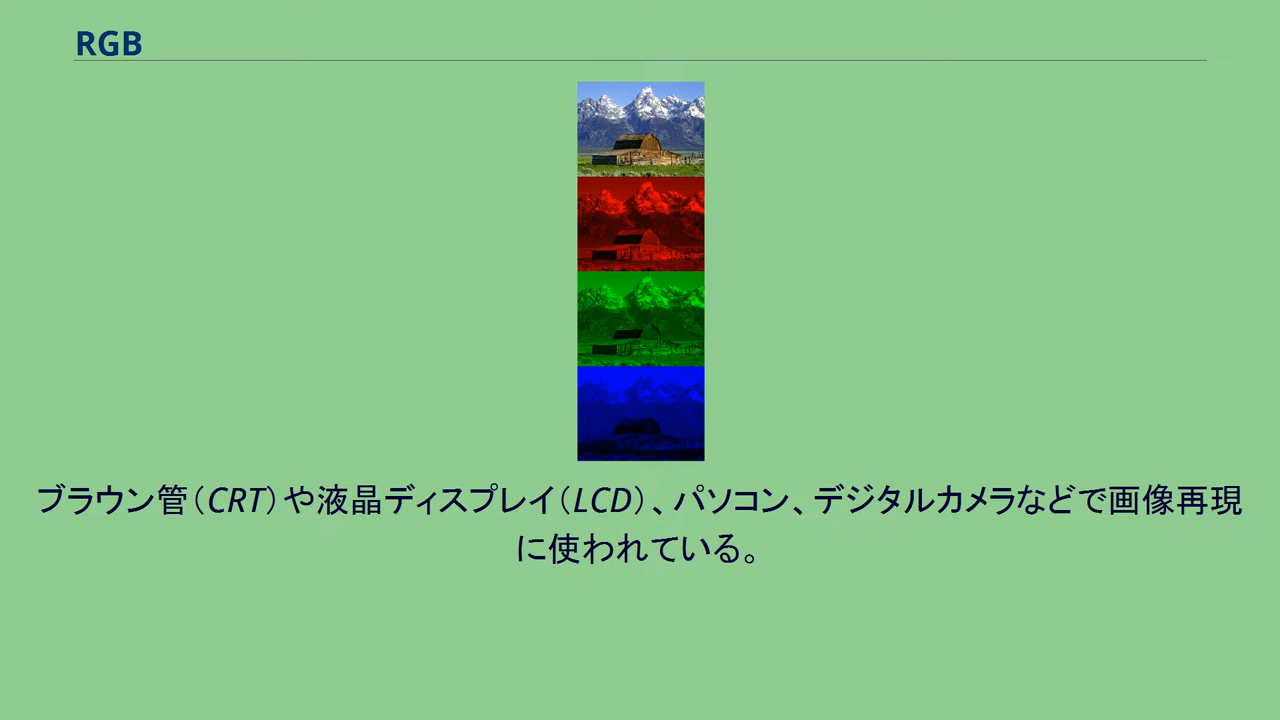 RGB
ブラウン管（CRT）や液晶ディスプレイ（LCD）、パソコン、デジタルカメラなどで画像再現
に使われている。